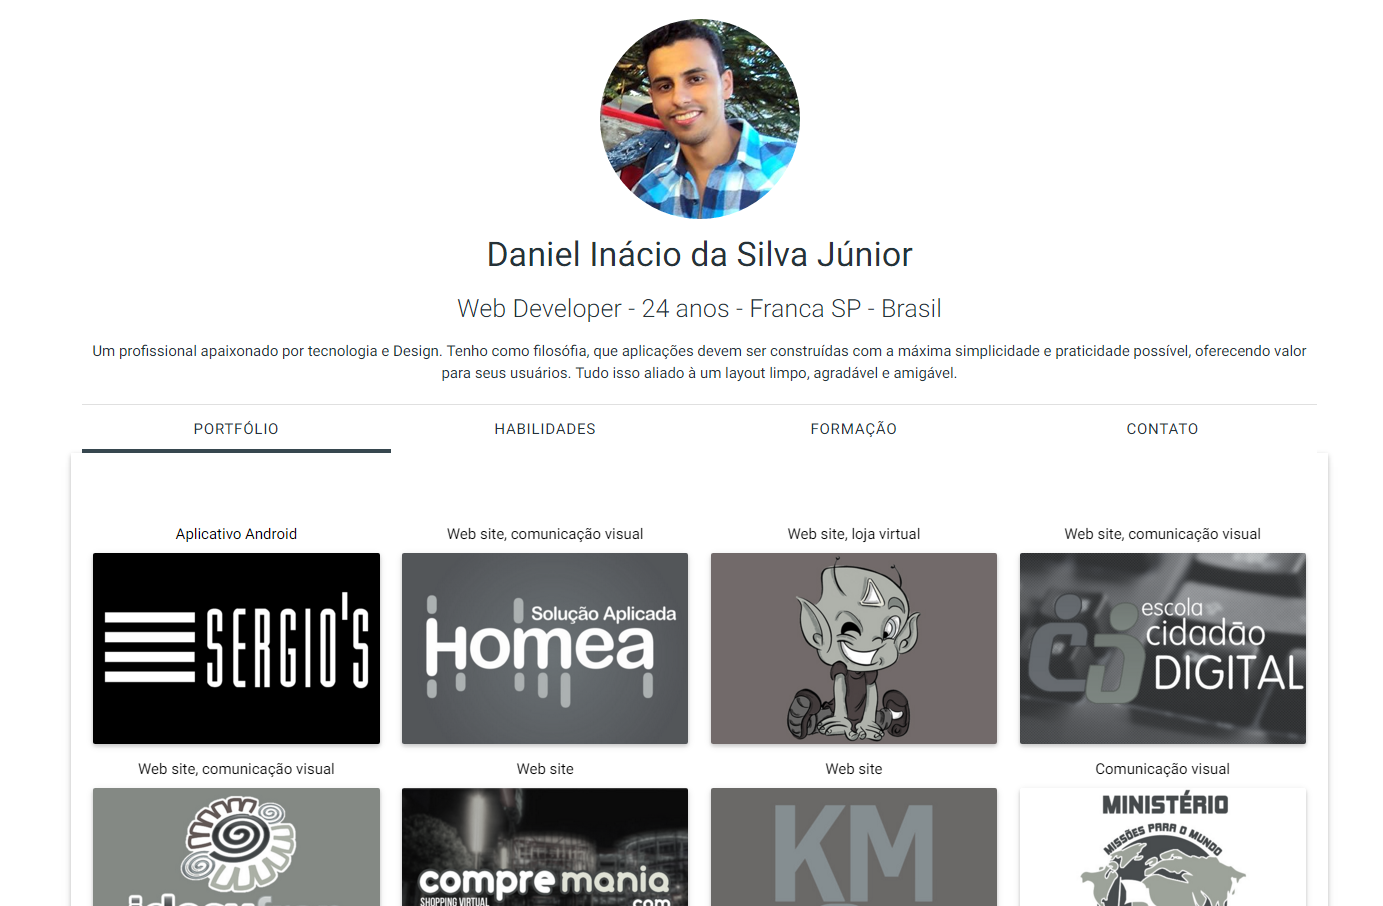 Daniel Inácio da Silva Júnior
Web Developer - 24 anos - Franca SP - Brasil
Um profissional apaixonado por tecnologia e Design. Tenho como filosófia, que aplicações devem ser construídas com a máxima simplicidade e praticidade possível, oferecendo valor
para seus usuários. Tudo isso aliado à um layout limpo, agradável e amigável.
PORTFÓLIO
HABILIDADES
FORMAÇÃO
CONTATO
Aplicativo Android
Web site, comunicação visual
Web site, loja virtual
Web site, comunicação visual
SERGIO'S
Solução Aplicada
Homea
escola
cidadão
DIGITAL
Web site, comunicação visual
Web site
Web site
Comunicação visual
compre mania
SHOPPING VIRTUAL
.com
KM
MINISTÉRIO
MISSÕES PARA O MUNDO